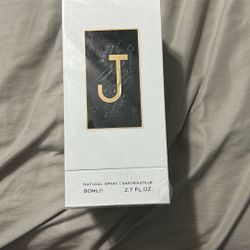 J
NATURAL SPRAY | VAPORISATEUR
80ML℮ 2.7 FL.OZ.